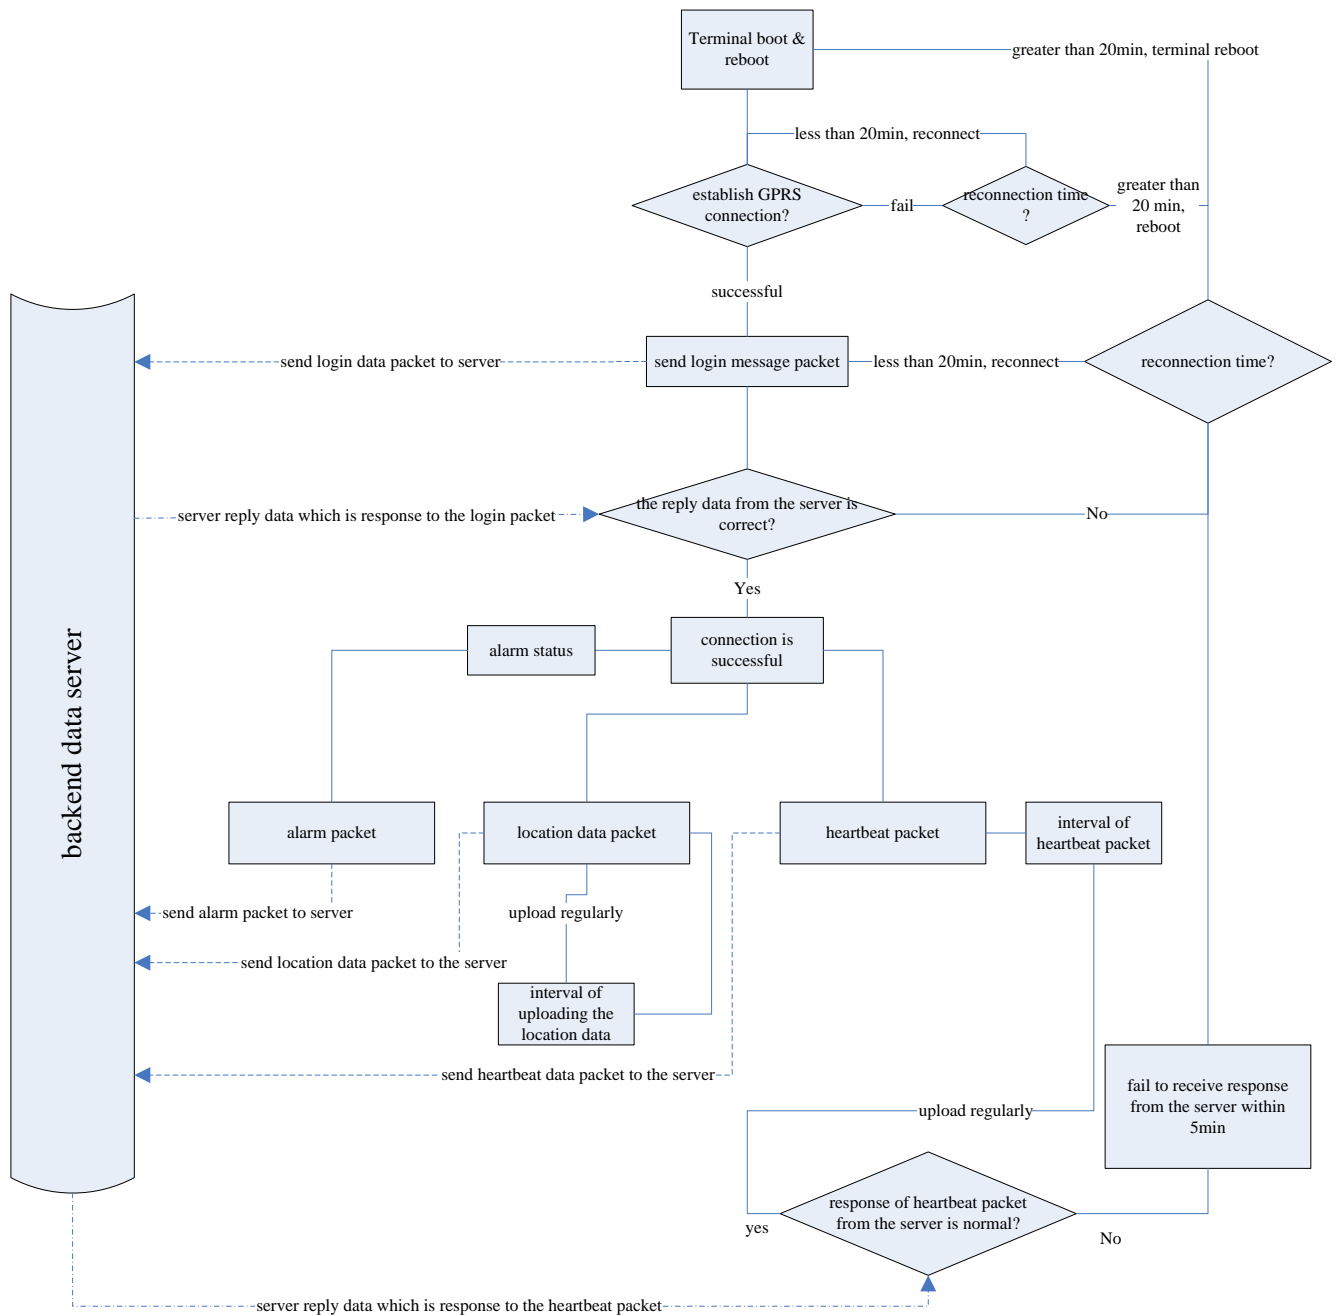 Terminal boot &
reboot
greater than 20min, terminal reboot
less than 20min, reconnect
establish GPRS
connection?
fail
reconnection time
?
greater than
20 min,
reboot
successful
send login data packet to server
send login message packet
less than 20min, reconnect
reconnection time?
server reply data which is response to the login packet
the reply data from the server is
correct?
No
Yes
backend data server
alarm status
connection is
successful
alarm packet
location data packet
heartbeat packet
interval of
heartbeat packet
send alarm packet to server
upload regularly
send location data packet to the server
interval of
uploading the
location data
send heartbeat data packet to the server
fail to receive response
from the server within
5min
upload regularly
response of heartbeat packet
from the server is normal?
yes
No
server reply data which is response to the heartbeat packet